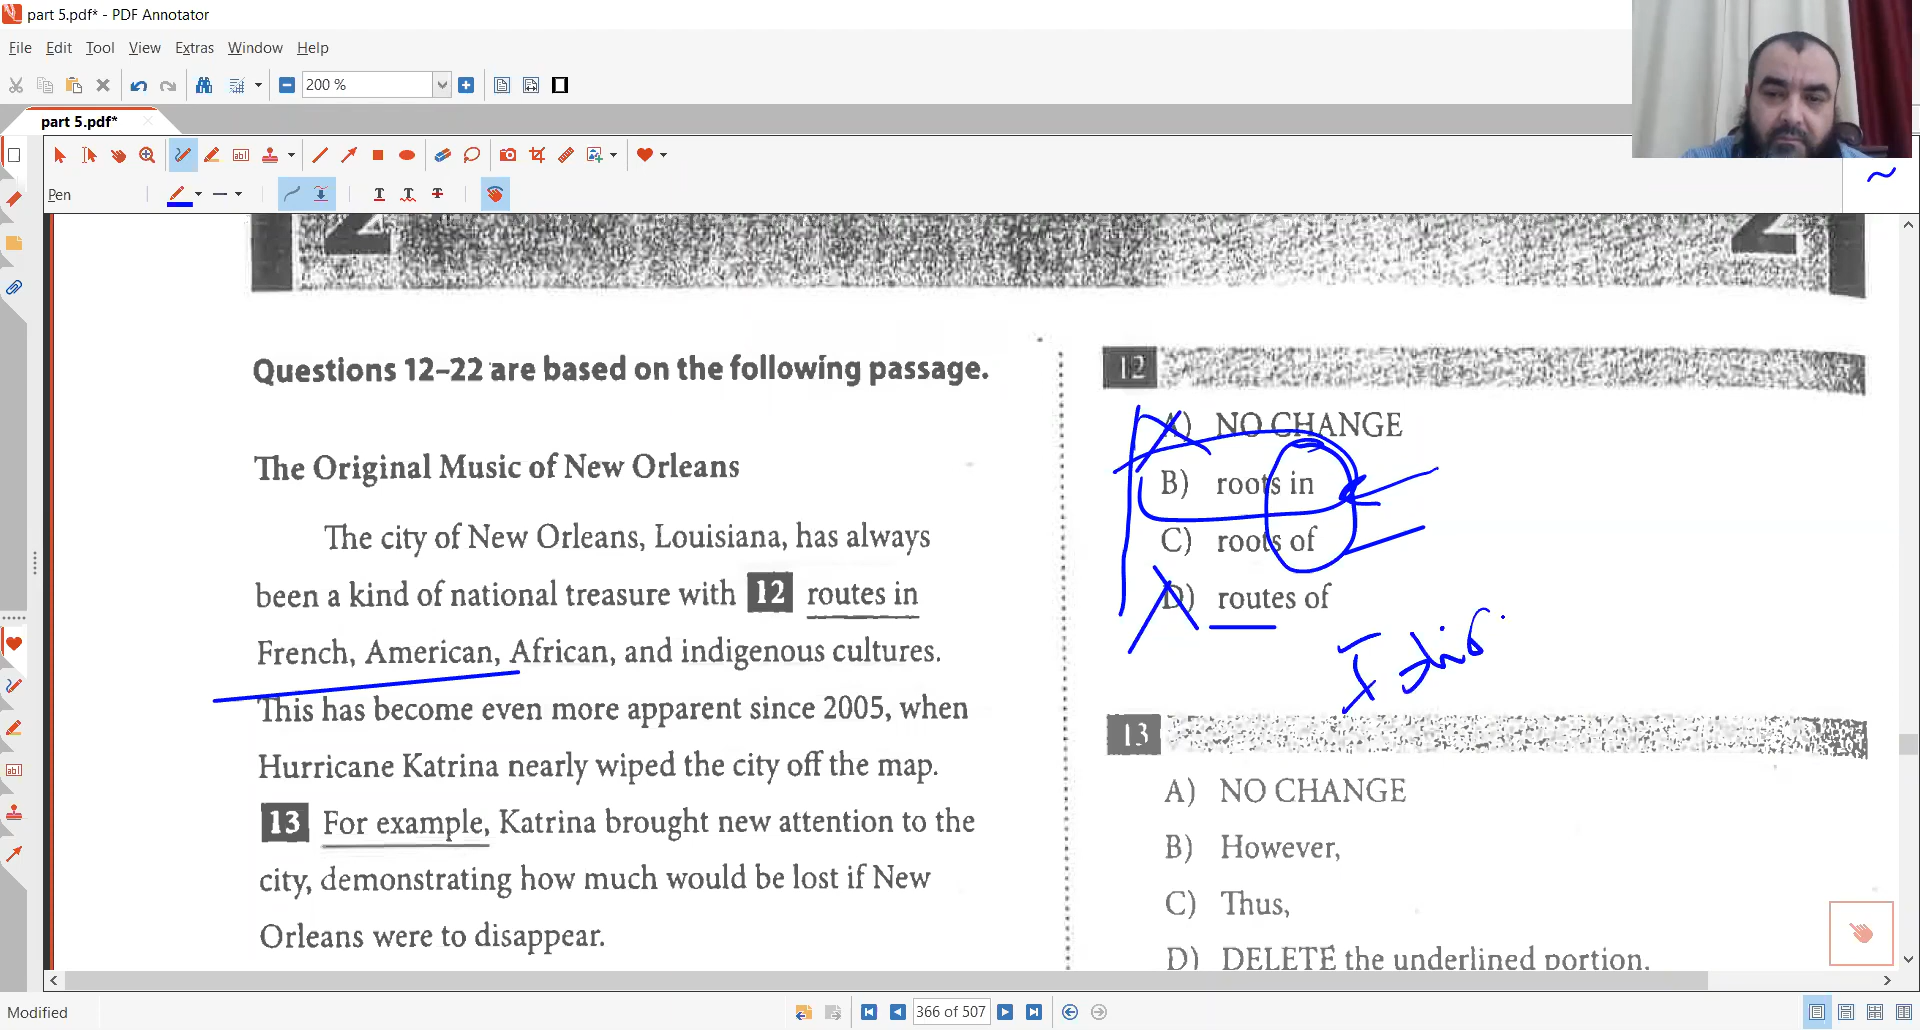 part 5.pdf* - PDF Annotator
File Edit Tool View Extras Window Help
200 %
part 5.pdf*
Pen
2 2
Questions 12–22 are based on the following passage.
The Original Music of New Orleans
The city of New Orleans, Louisiana, has always
been a kind of national treasure with 12 routes in
French, American, African, and indigenous cultures.
This has become even more apparent since 2005, when
Hurricane Katrina nearly wiped the city off the map.
13 For example, Katrina brought new attention to the
city, demonstrating how much would be lost if New
Orleans were to disappear.
12
A) NO CHANGE
B) roots in
C) roots of
D) routes of
13
A) NO CHANGE
B) However,
C) Thus,
D) DELETE the underlined portion.
Modified
366 of 507